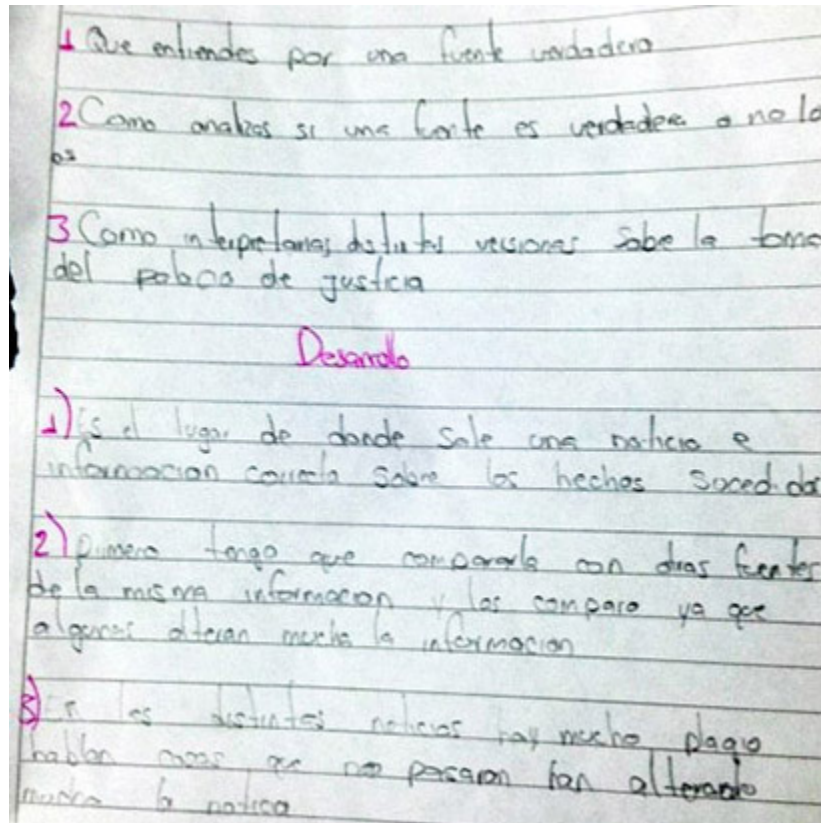 1 Que entiendes por una fuente verdadera
2 Como analizas si una fuente es verdadera o no lo
es
3 Como interpretarias distintas versiones sobe la toma
del palacio de justicia
Desarrollo
1) Es el lugar de donde sale una noticia e
informacion correcta sobre los hechos sucedidos
2) primero tengo que compararla con otras fuentes
de la misma informacion y las comparo ya que
algunas alteran mucho la informacion
3) En las distintas noticias hay mucho plagio
hablan cosas que no pasaron tan alterando
mucho la notica